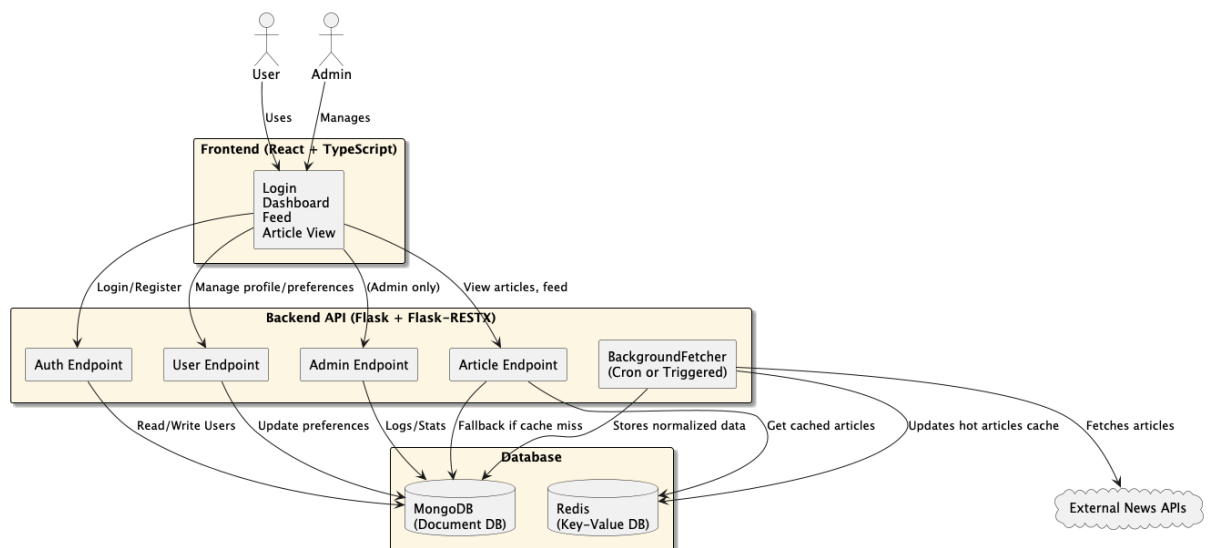 User
Admin
Uses
Manages
Frontend (React + TypeScript)
Login
Dashboard
Feed
Article View
Login/Register
Manage profile/preferences
(Admin only)
View articles, feed
Backend API (Flask + Flask-RESTX)
Auth Endpoint
User Endpoint
Admin Endpoint
Article Endpoint
BackgroundFetcher
(Cron or Triggered)
Read/Write Users
Update preferences
Logs/Stats
Fallback if cache miss
Stores normalized data
Get cached articles
Updates hot articles cache
Fetches articles
Database
MongoDB
(Document DB)
Redis
(Key-Value DB)
External News APIs